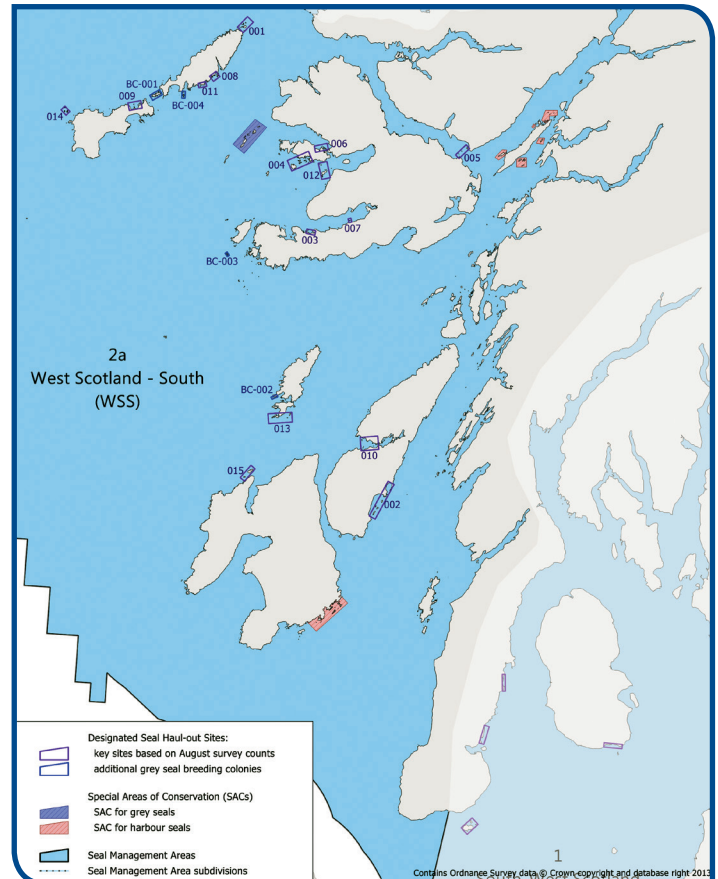 001
008
BC-001
011
009
BC-004
014
006
005
004
012
007
003
BC-003
2a
West Scotland - South
(WSS)
BC-002
013
010
015
002
Designated Seal Haul-out Sites:
key sites based on August survey counts
additional grey seal breeding colonies
Special Areas of Conservation (SACs)
SAC for grey seals
SAC for harbour seals
Seal Management Areas
Seal Management Area subdivisions
1
Contains Ordnance Survey data © Crown copyright and database right 2013